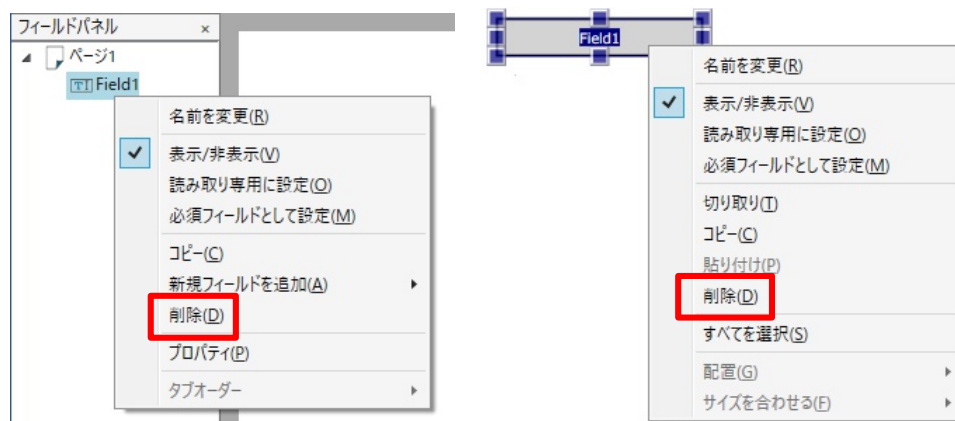 フィールドパネル ×
ページ1
TI Field1
名前を変更(R)
表示/非表示(V)
読み取り専用に設定(O)
必須フィールドとして設定(M)
コピー(C)
新規フィールドを追加(A)
削除(D)
プロパティ(P)
タブオーダー
Field1
名前を変更(R)
表示/非表示(V)
読み取り専用に設定(O)
必須フィールドとして設定(M)
切り取り(T)
コピー(C)
貼り付け(P)
削除(D)
すべてを選択(S)
配置(G)
サイズを合わせる(F)